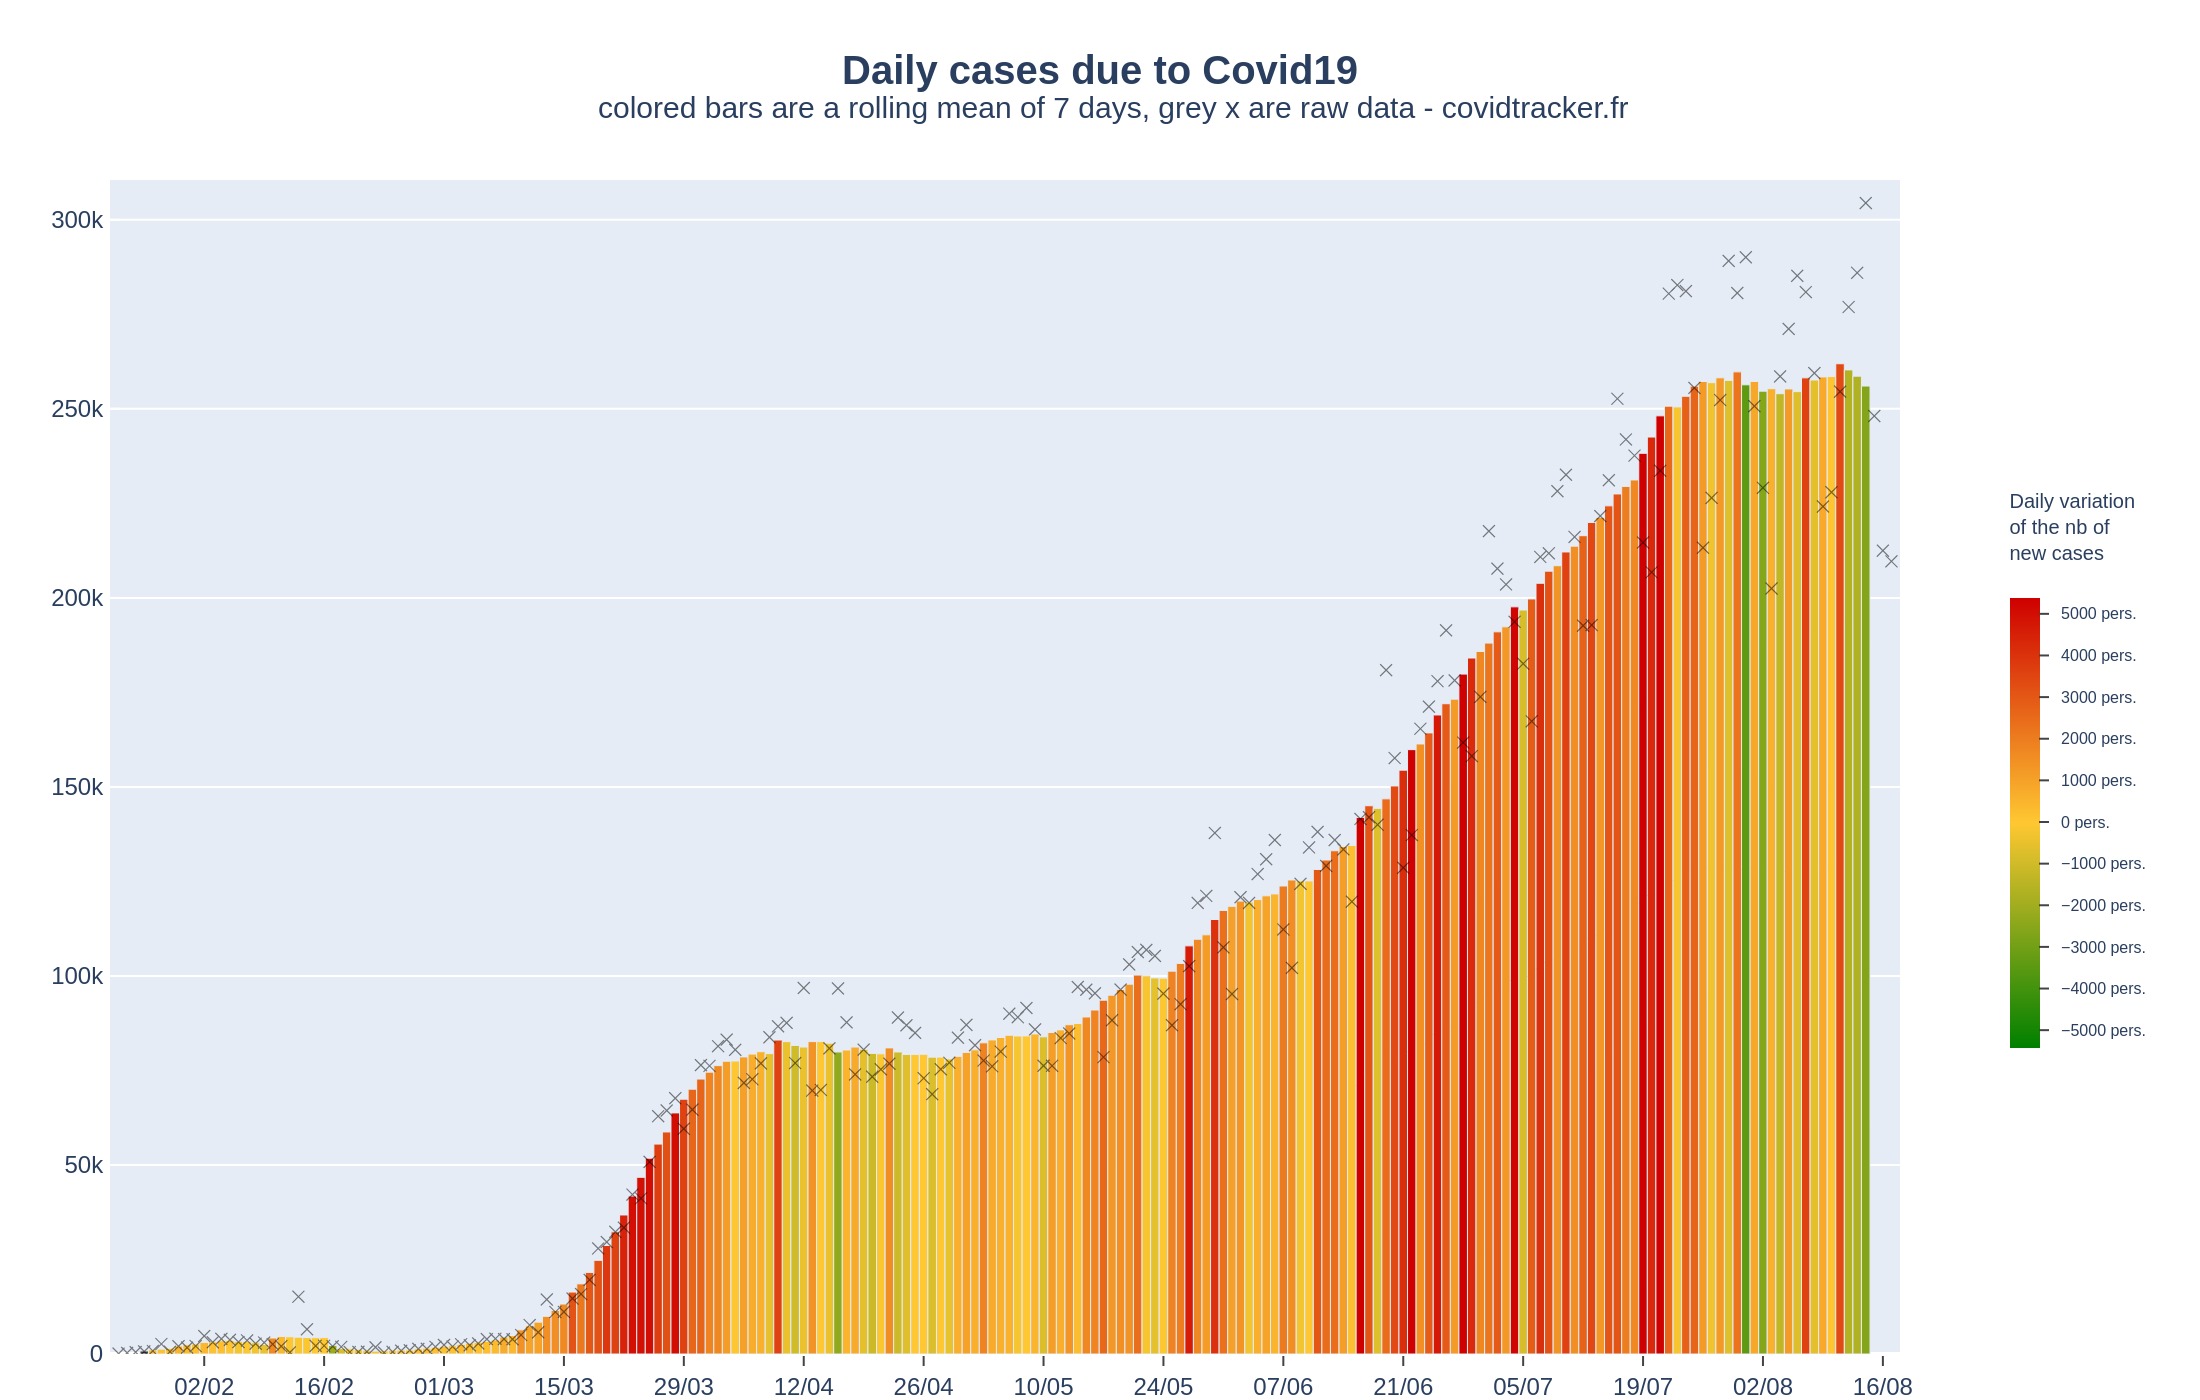 Daily cases due to Covid19
colored bars are a rolling mean of 7 days, grey x are raw data - covidtracker.fr
300k
250k
200k
150k
100k
50k
0
02/02
16/02
01/03
15/03
29/03
12/04
26/04
10/05
24/05
07/06
21/06
05/07
19/07
02/08
16/08
Daily variation
of the nb of
new cases
5000 pers.
4000 pers.
3000 pers.
2000 pers.
1000 pers.
0 pers.
−1000 pers.
−2000 pers.
−3000 pers.
−4000 pers.
−5000 pers.